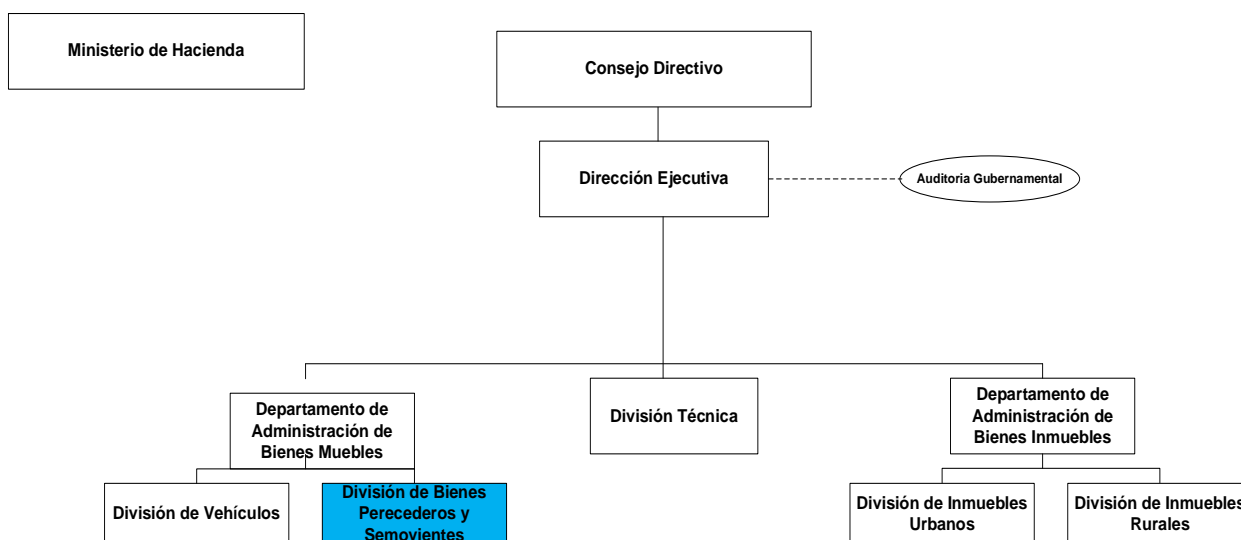 Ministerio de Hacienda
Consejo Directivo
Dirección Ejecutiva
Auditoria Gubernamental
Departamento de
Administración de
Bienes Muebles
División Técnica
Departamento de
Administración de
Bienes Inmuebles
División de Vehículos
División de Bienes
Perecederos y
Semovientes
División de Inmuebles
Urbanos
División de Inmuebles
Rurales